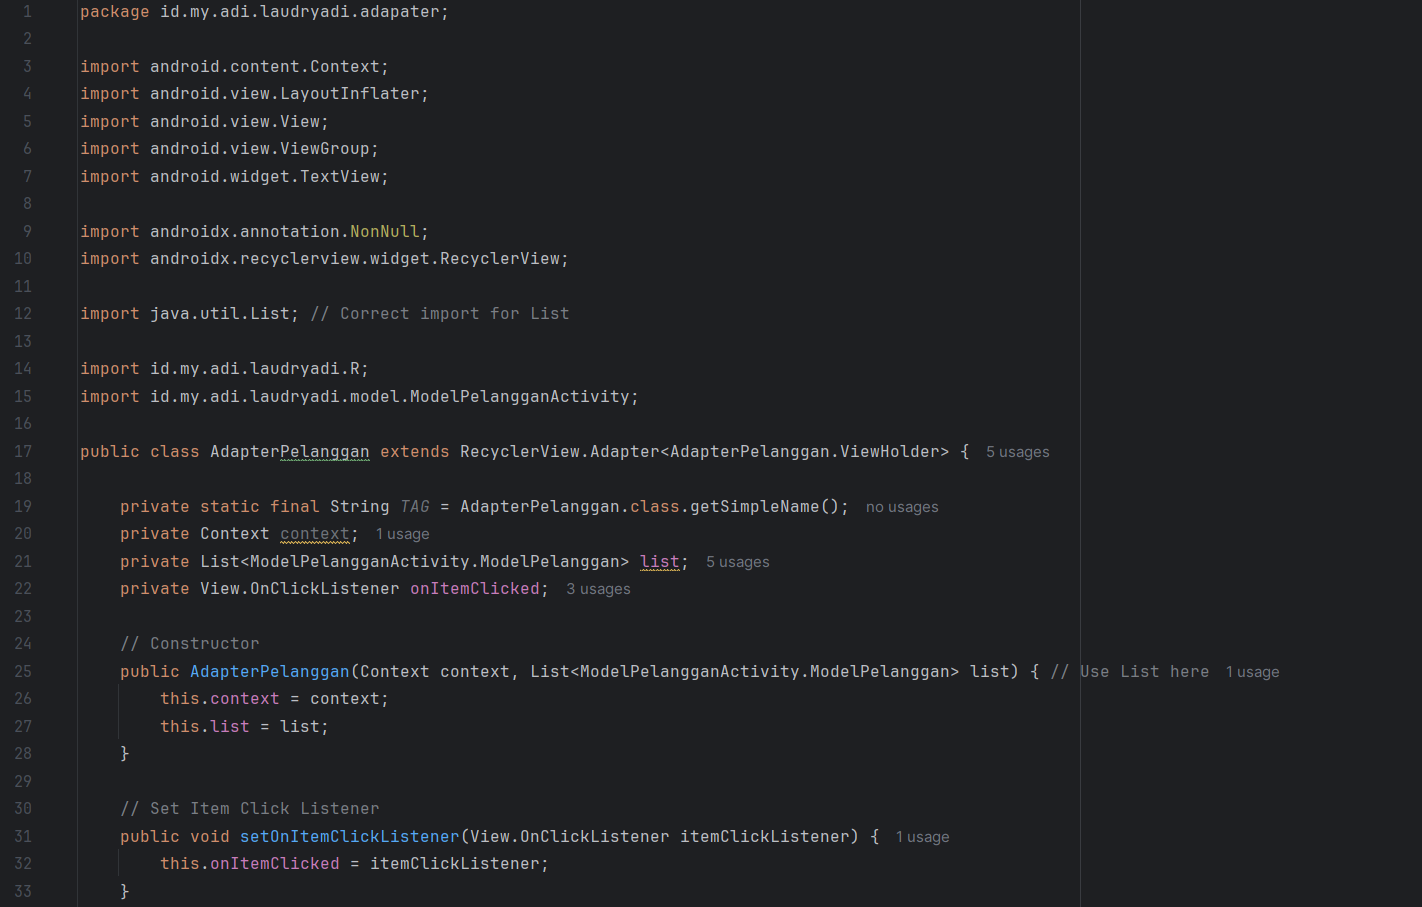 1 package id.my.adi.laudryadi.adapater;
2
3 import android.content.Context;
4 import android.view.LayoutInflater;
5 import android.view.View;
6 import android.view.ViewGroup;
7 import android.widget.TextView;
8
9 import androidx.annotation.NonNull;
10 import androidx.recyclerview.widget.RecyclerView;
11
12 import java.util.List; // Correct import for List
13
14 import id.my.adi.laudryadi.R;
15 import id.my.adi.laudryadi.model.ModelPelangganActivity;
16
17 public class AdapterPelanggan extends RecyclerView.Adapter<AdapterPelanggan.ViewHolder> { 5 usages
18
19 private static final String TAG = AdapterPelanggan.class.getSimpleName(); no usages
20 private Context context; 1 usage
21 private List<ModelPelangganActivity.ModelPelanggan> list; 5 usages
22 private View.OnClickListener onItemClicked; 3 usages
23
24 // Constructor
25 public AdapterPelanggan(Context context, List<ModelPelangganActivity.ModelPelanggan> list) { // Use List here 1 usage
26 this.context = context;
27 this.list = list;
28 }
29
30 // Set Item Click Listener
31 public void setOnItemClickListener(View.OnClickListener itemClickListener) { 1 usage
32 this.onItemClicked = itemClickListener;
33 }